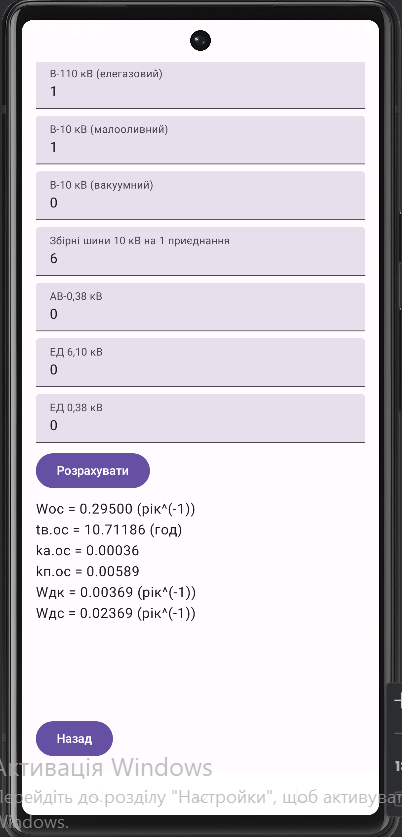 В-110 кВ (елегазовий)
1
В-10 кВ (малооливний)
1
В-10 кВ (вакуумний)
0
Збірні шини 10 кВ на 1 приєднання
6
АВ-0,38 кВ
0
ЕД 6,10 кВ
0
ЕД 0,38 кВ
0
Розрахувати
Wос = 0.29500 (рік^(-1))
tв.ос = 10.71186 (год)
kа.ос = 0.00036
kп.ос = 0.00589
Wдк = 0.00369 (рік^(-1))
Wдс = 0.02369 (рік^(-1))
Назад
Активація Windows
Перейдіть до розділу "Настройки", щоб активувати
Windows.